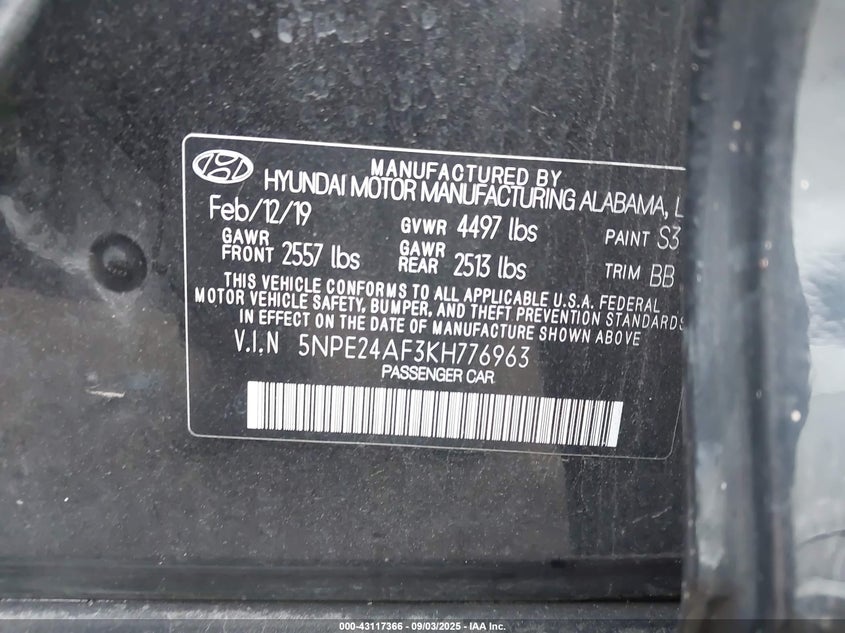 MANUFACTURED BY
HYUNDAI MOTOR MANUFACTURING ALABAMA, L
Feb/12/19 GVWR 4497 lbs PAINT S3
GAWR FRONT 2557 lbs GAWR REAR 2513 lbs TRIM BB
THIS VEHICLE CONFORMS TO ALL APPLICABLE U.S.A. FEDERAL
MOTOR VEHICLE SAFETY, BUMPER, AND THEFT PREVENTION STANDARDS
IN EFFECT ON THE DATE OF MANUFACTURE SHOWN ABOVE
V.I.N 5NPE24AF3KH776963
PASSENGER CAR
000-43117366 - 09/03/2025 - IAA Inc.